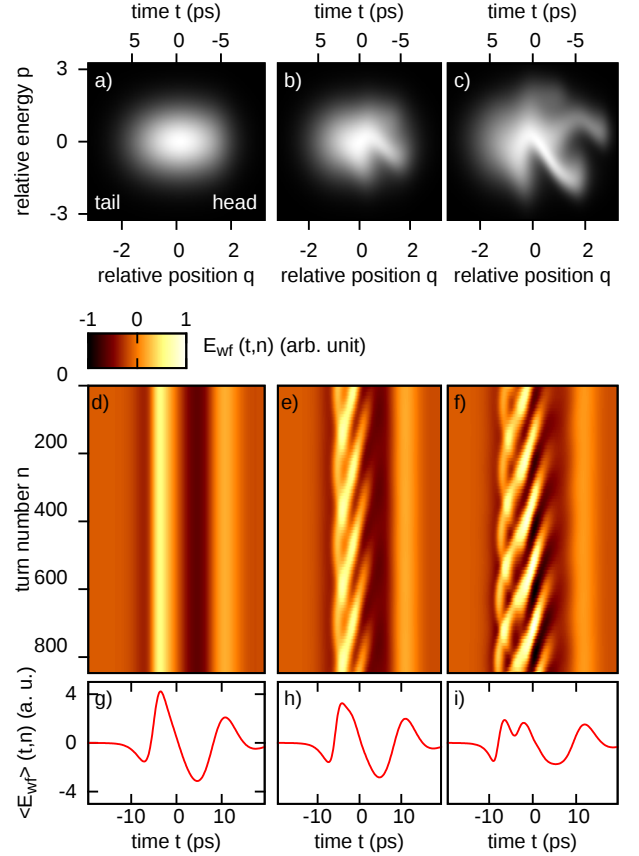 time t (ps) time t (ps) time t (ps)
5 0 -5 5 0 -5 5 0 -5
relative energy p
3 0 -3
a) b) c)
tail head
-2 0 2 -2 0 2 -2 0 2
relative position q relative position q relative position q
-1 0 1
E_wf (t,n) (arb. unit)
turn number n
0 200 400 600 800
d) e) f)
<E_wf> (t,n) (a. u.)
4 0 -4
g) h) i)
-10 0 10 -10 0 10 -10 0 10
time t (ps) time t (ps) time t (ps)